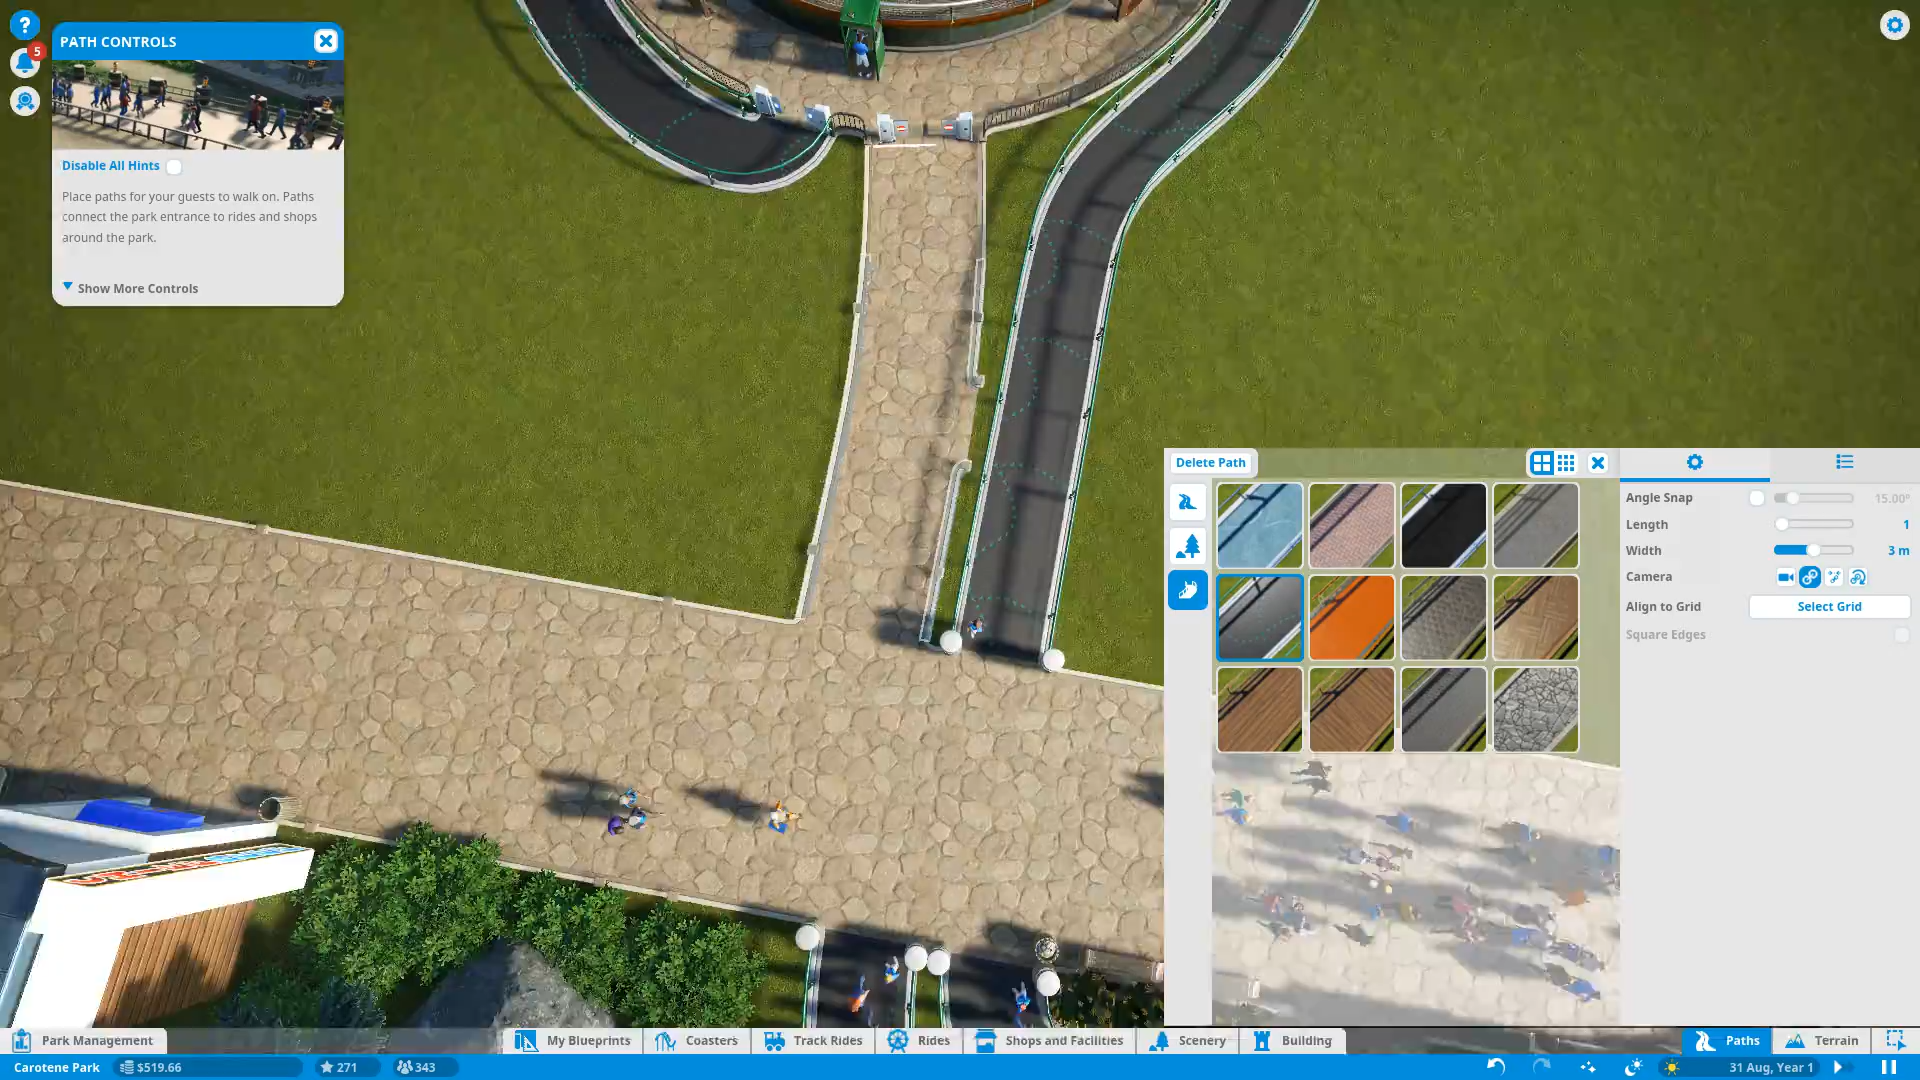 ?
5
PATH CONTROLS
Disable All Hints
Place paths for your guests to walk on. Paths
connect the park entrance to rides and shops
around the park.
Show More Controls
Delete Path
Angle Snap 15.00°
Length 1
Width 3 m
Camera
Align to Grid Select Grid
Square Edges
Park Management My Blueprints Coasters Track Rides Rides Shops and Facilities Scenery Building Paths Terrain
Carotene Park $519.66 271 343 31 Aug, Year 1